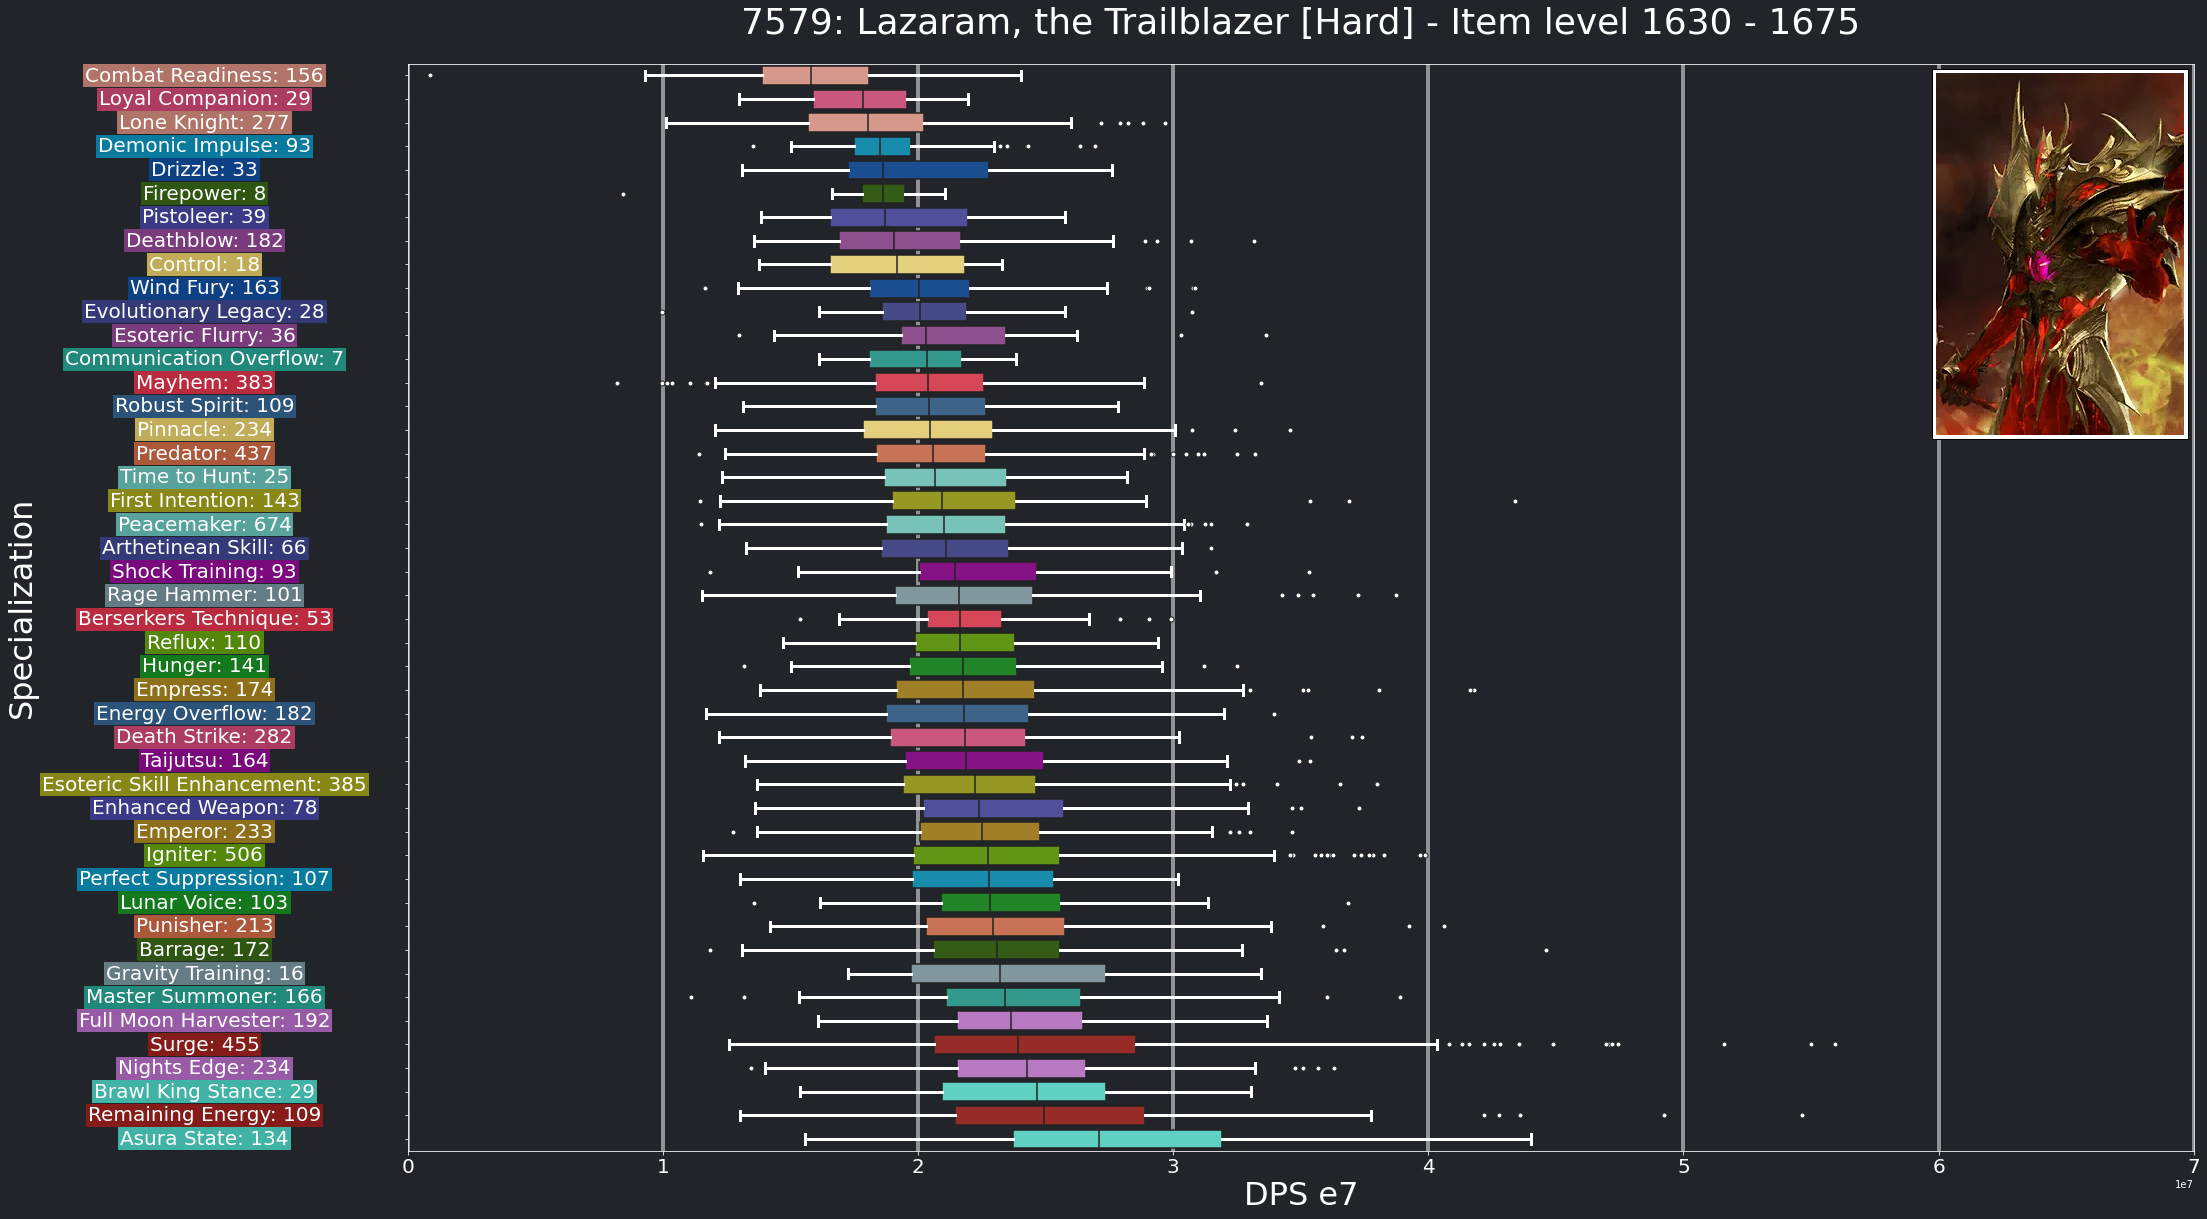 7579: Lazaram, the Trailblazer [Hard] - Item level 1630 - 1675
Specialization
Combat Readiness: 156
Loyal Companion: 29
Lone Knight: 277
Demonic Impulse: 93
Drizzle: 33
Firepower: 8
Pistoleer: 39
Deathblow: 182
Control: 18
Wind Fury: 163
Evolutionary Legacy: 28
Esoteric Flurry: 36
Communication Overflow: 7
Mayhem: 383
Robust Spirit: 109
Pinnacle: 234
Predator: 437
Time to Hunt: 25
First Intention: 143
Peacemaker: 674
Arthetinean Skill: 66
Shock Training: 93
Rage Hammer: 101
Berserkers Technique: 53
Reflux: 110
Hunger: 141
Empress: 174
Energy Overflow: 182
Death Strike: 282
Taijutsu: 164
Esoteric Skill Enhancement: 385
Enhanced Weapon: 78
Emperor: 233
Igniter: 506
Perfect Suppression: 107
Lunar Voice: 103
Punisher: 213
Barrage: 172
Gravity Training: 16
Master Summoner: 166
Full Moon Harvester: 192
Surge: 455
Nights Edge: 234
Brawl King Stance: 29
Remaining Energy: 109
Asura State: 134
0 1 2 3 4 5 6 7
1e7
DPS e7